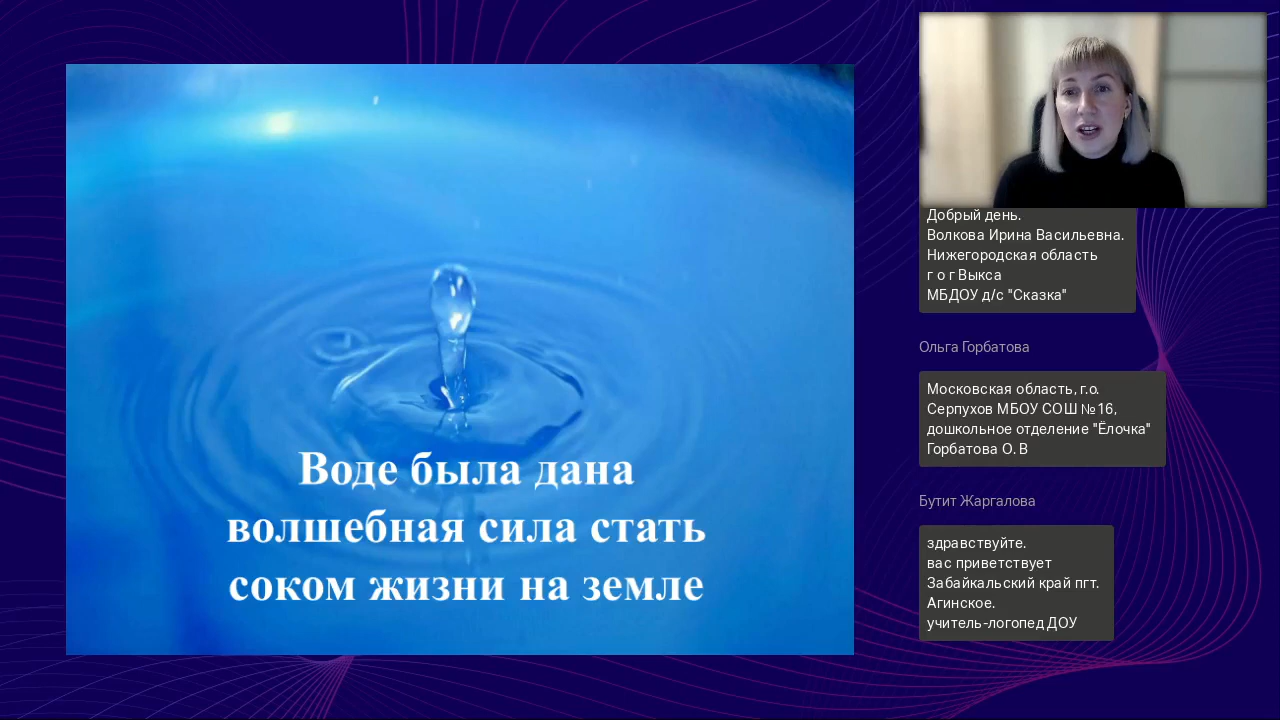 Воде была дана
волшебная сила стать
соком жизни на земле
Добрый день.
Волкова Ирина Васильевна.
Нижегородская область
г о г Выкса
МБДОУ д/с "Сказка"
Ольга Горбатова
Московская область, г.о.
Серпухов МБОУ СОШ №16,
дошкольное отделение "Ёлочка"
Горбатова О. В
Бутит Жаргалова
здравствуйте.
вас приветствует
Забайкальский край пгт.
Агинское.
учитель-логопед ДОУ